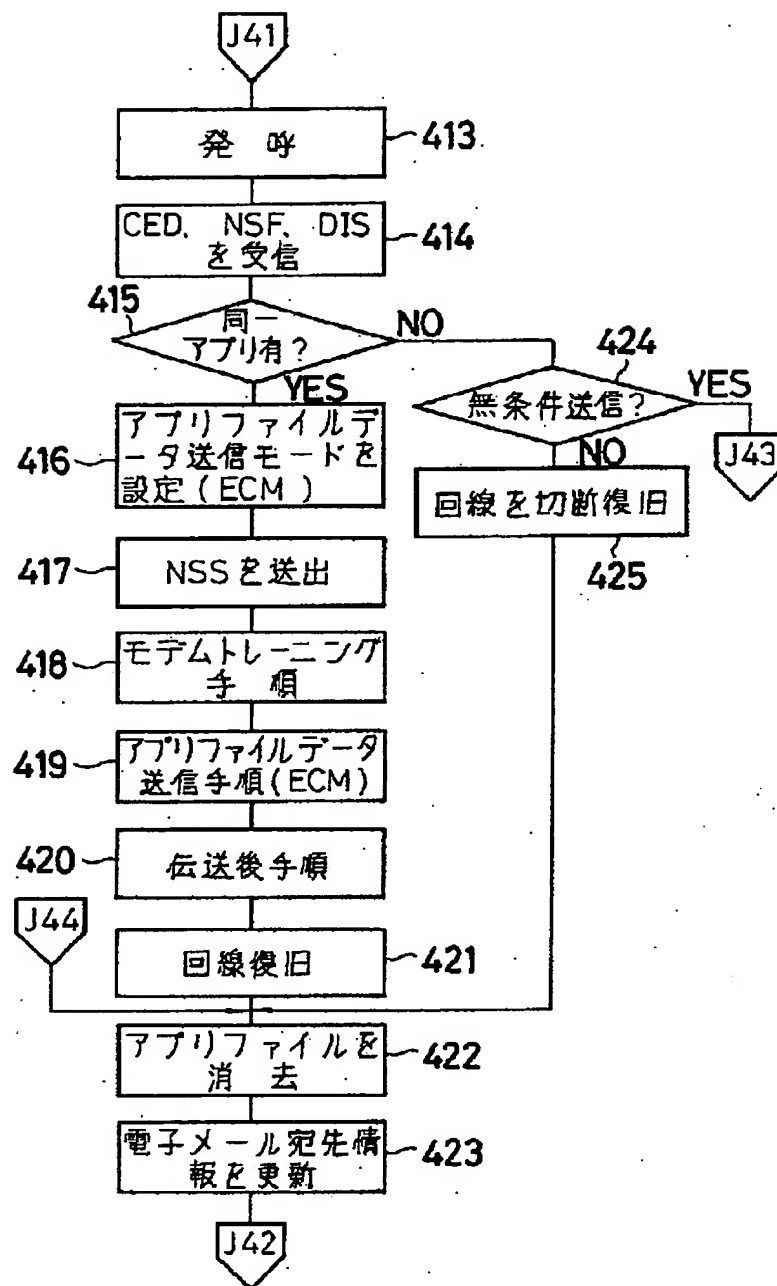 J41
発呼
413
CED、NSF、DIS
を受信
414
415
同一
アプリ有?
NO
YES
424
無条件送信?
YES
NO
J43
アプリファイルデ
ータ送信モードを
設定(ECM)
416
回線を切断復旧
425
NSSを送出
417
モデムトレーニング
手順
418
アプリファイルデータ
送信手順(ECM)
419
伝送後手順
420
J44
回線復旧
421
アプリファイルを
消去
422
電子メール宛先情
報を更新
423
J42